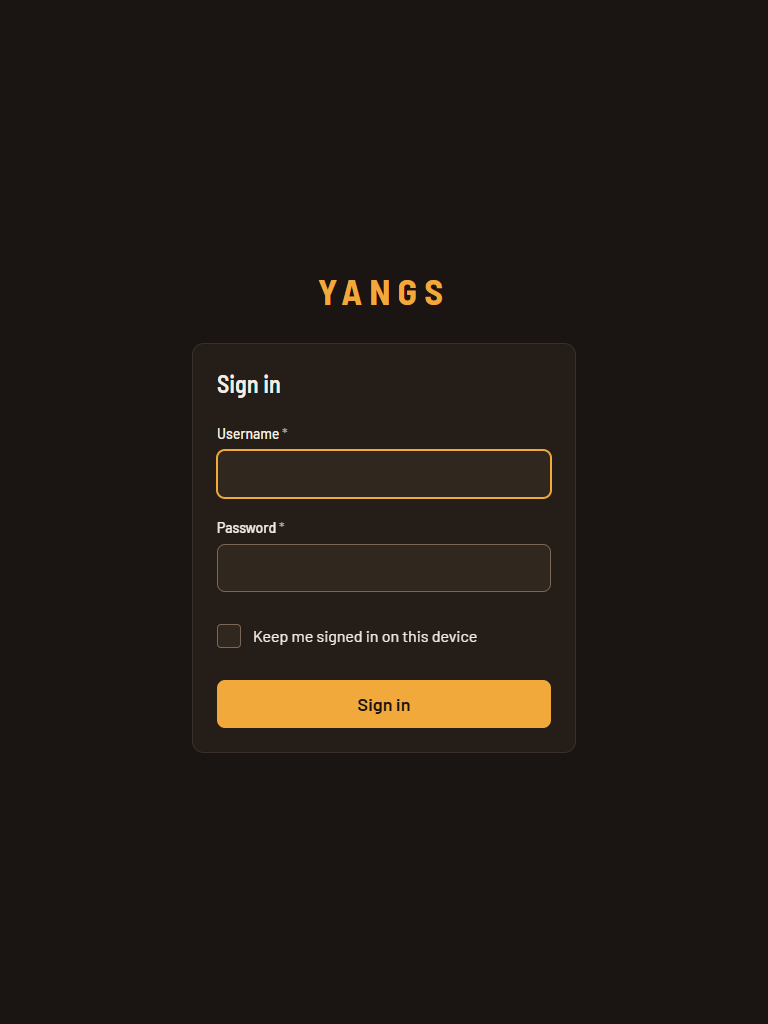 YANGS
Sign in
Username *
Password *
Keep me signed in on this device
Sign in